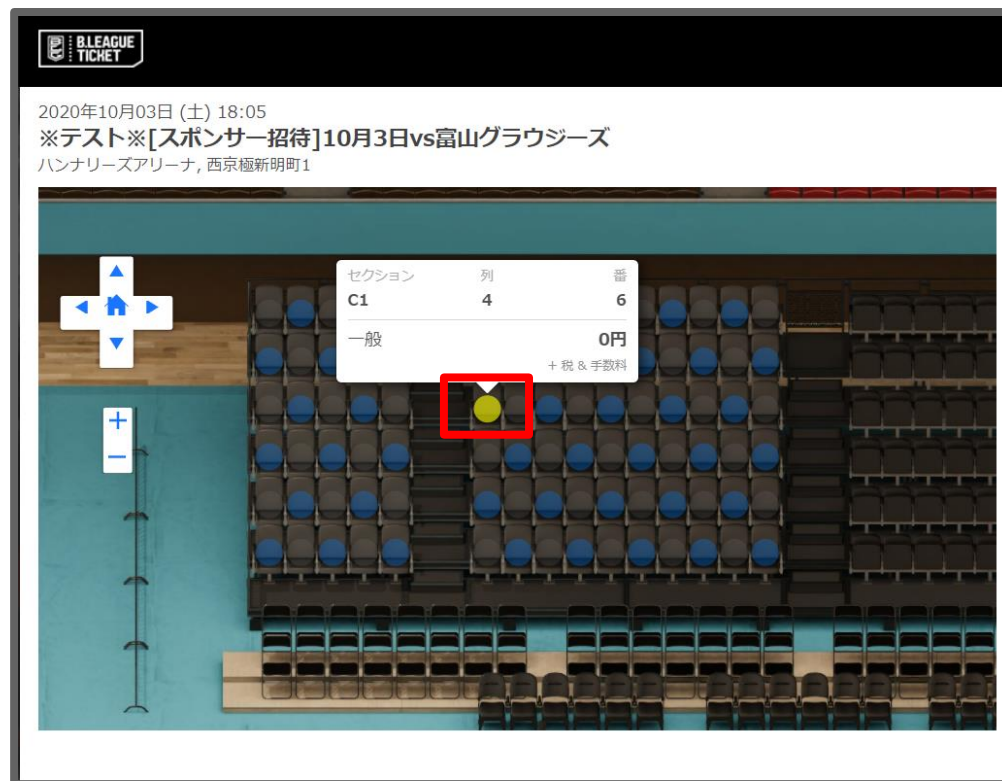 B.LEAGUE
TICKET
2020年10月03日 (土) 18:05
※テスト※[スポンサー招待]10月3日vs富山グラウジーズ
ハンナリーズアリーナ, 西京極新明町1
セクション 列 番
C1 4 6
一般 0円
+ 税 & 手数料
+
−